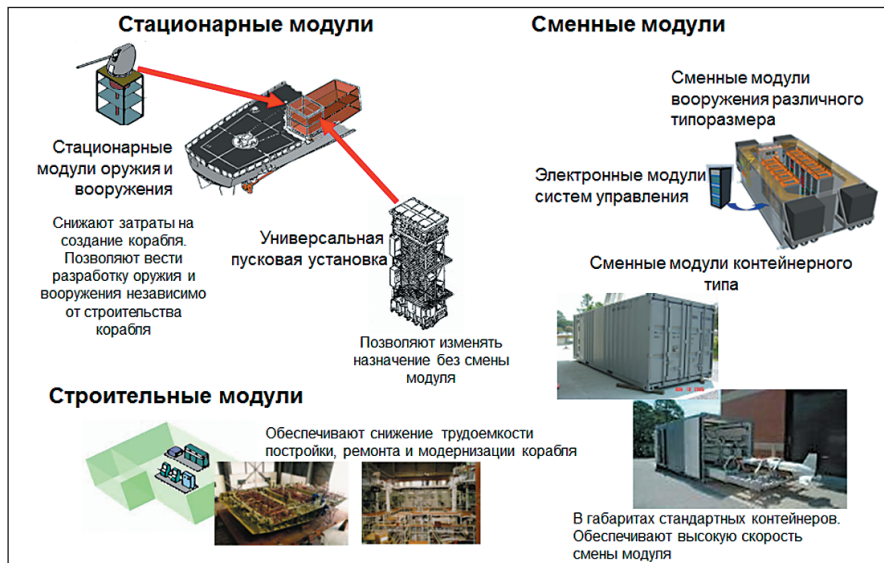 Стационарные модули
Стационарные
модули оружия и
вооружения
Снижают затраты на
создание корабля.
Позволяют вести
разработку оружия и
вооружения независимо
от строительства
корабля
Универсальная
пусковая установка
Позволяют изменять
назначение без смены
модуля
Сменные модули
Сменные модули
вооружения различного
типоразмера
Электронные модули
систем управления
Сменные модули контейнерного
типа
В габаритах стандартных контейнеров.
Обеспечивают высокую скорость
смены модуля
Строительные модули
Обеспечивают снижение трудоемкости
постройки, ремонта и модернизации корабля